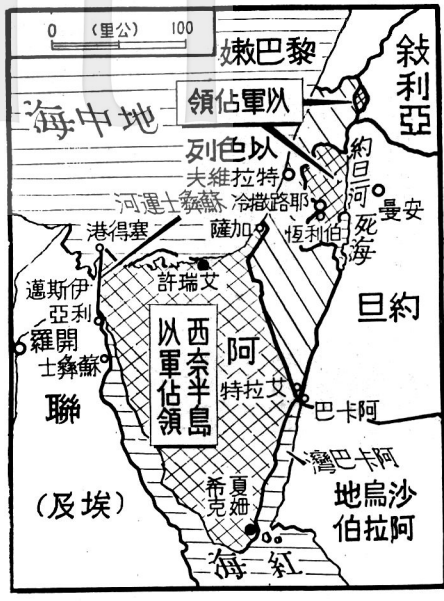 0 (公里) 100
黎巴嫩
敘利亞
以軍佔領
地中海
以色列
特拉維夫
約旦河
蘇彝士運河
耶路撒冷
安曼
死海
塞得港
加薩
伯利恆
艾瑞許
伊斯邁
利亞
約旦
開羅
蘇彝士
西奈半島
以軍佔領
阿
聯
艾拉特
阿卡巴
阿卡巴灣
夏姆
希克
(埃及)
沙烏地
阿拉伯
紅海